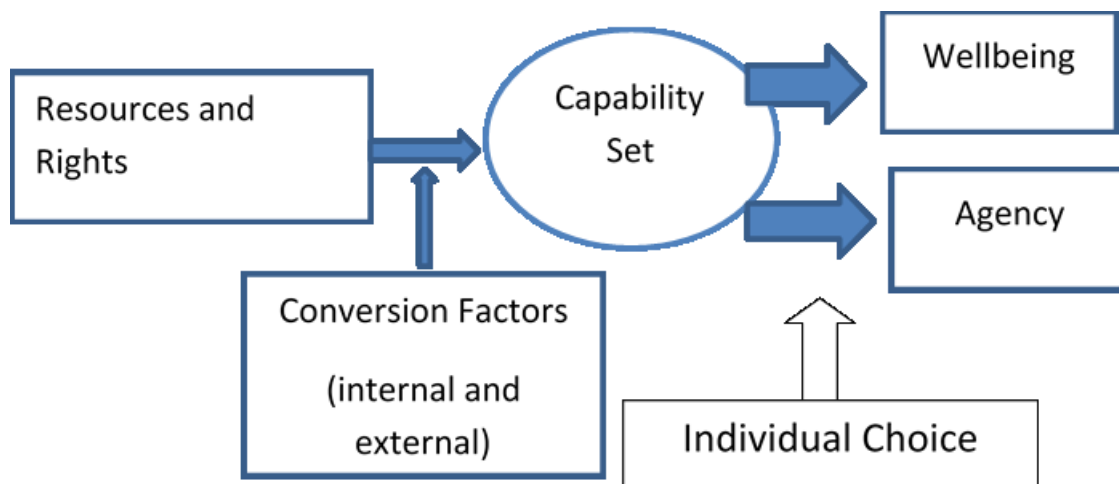 Resources and
Rights
Capability
Set
Wellbeing
Agency
Conversion Factors
(internal and
external)
Individual Choice